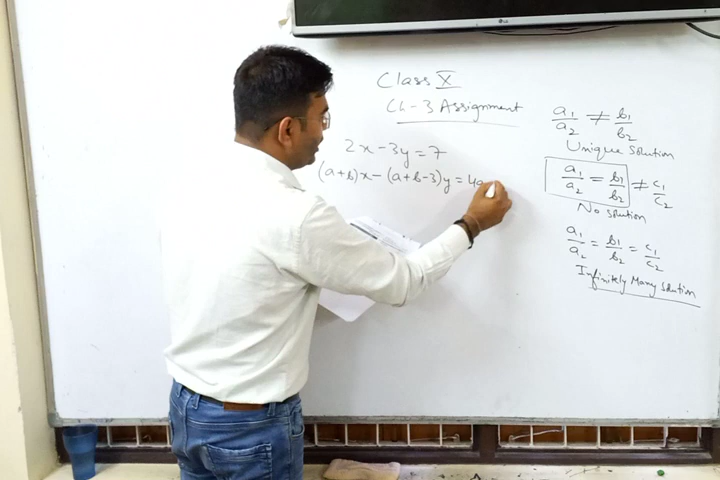 LG
Class X
Ch-3 Assignment
2x-3y=7
(a+b)x-(a+b-3)y=4a
a₁/a₂ ≠ b₁/b₂
Unique Solution
a₁/a₂ = b₁/b₂ ≠ c₁/c₂
No solution
a₁/a₂ = b₁/b₂ = c₁/c₂
Infinitely Many Solution